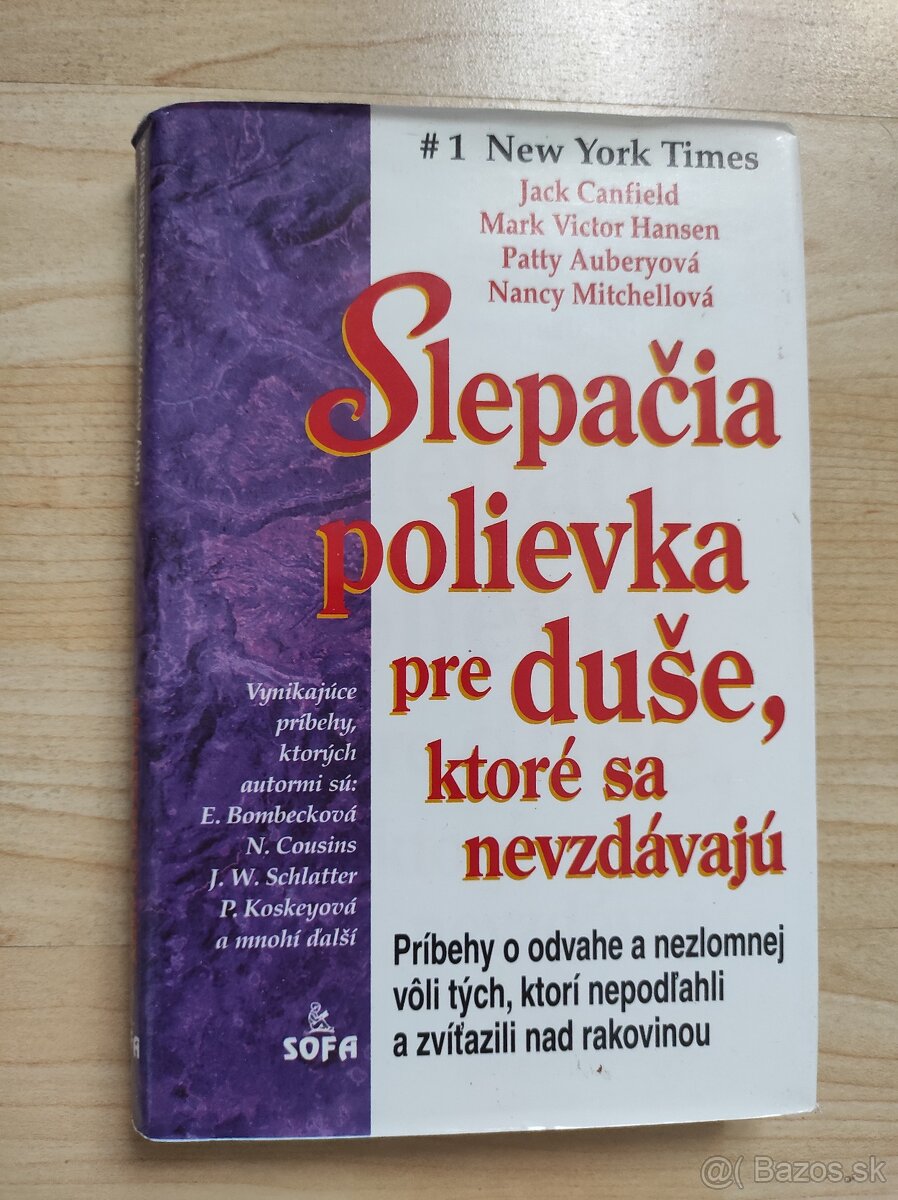 # 1 New York Times
Jack Canfield
Mark Victor Hansen
Patty Auberyová
Nancy Mitchellová
Slepačia
polievka
pre duše,
ktoré sa
nevzdávajú
Vynikajúce
príbehy,
ktorých
autormi sú:
E. Bombecková
N. Cousins
J. W. Schlatter
P. Koskeyová
a mnohí ďalší
SOFA
Príbehy o odvahe a nezlomnej
vôli tých, ktorí nepodľahli
a zvíťazili nad rakovinou
@( Bazos.sk